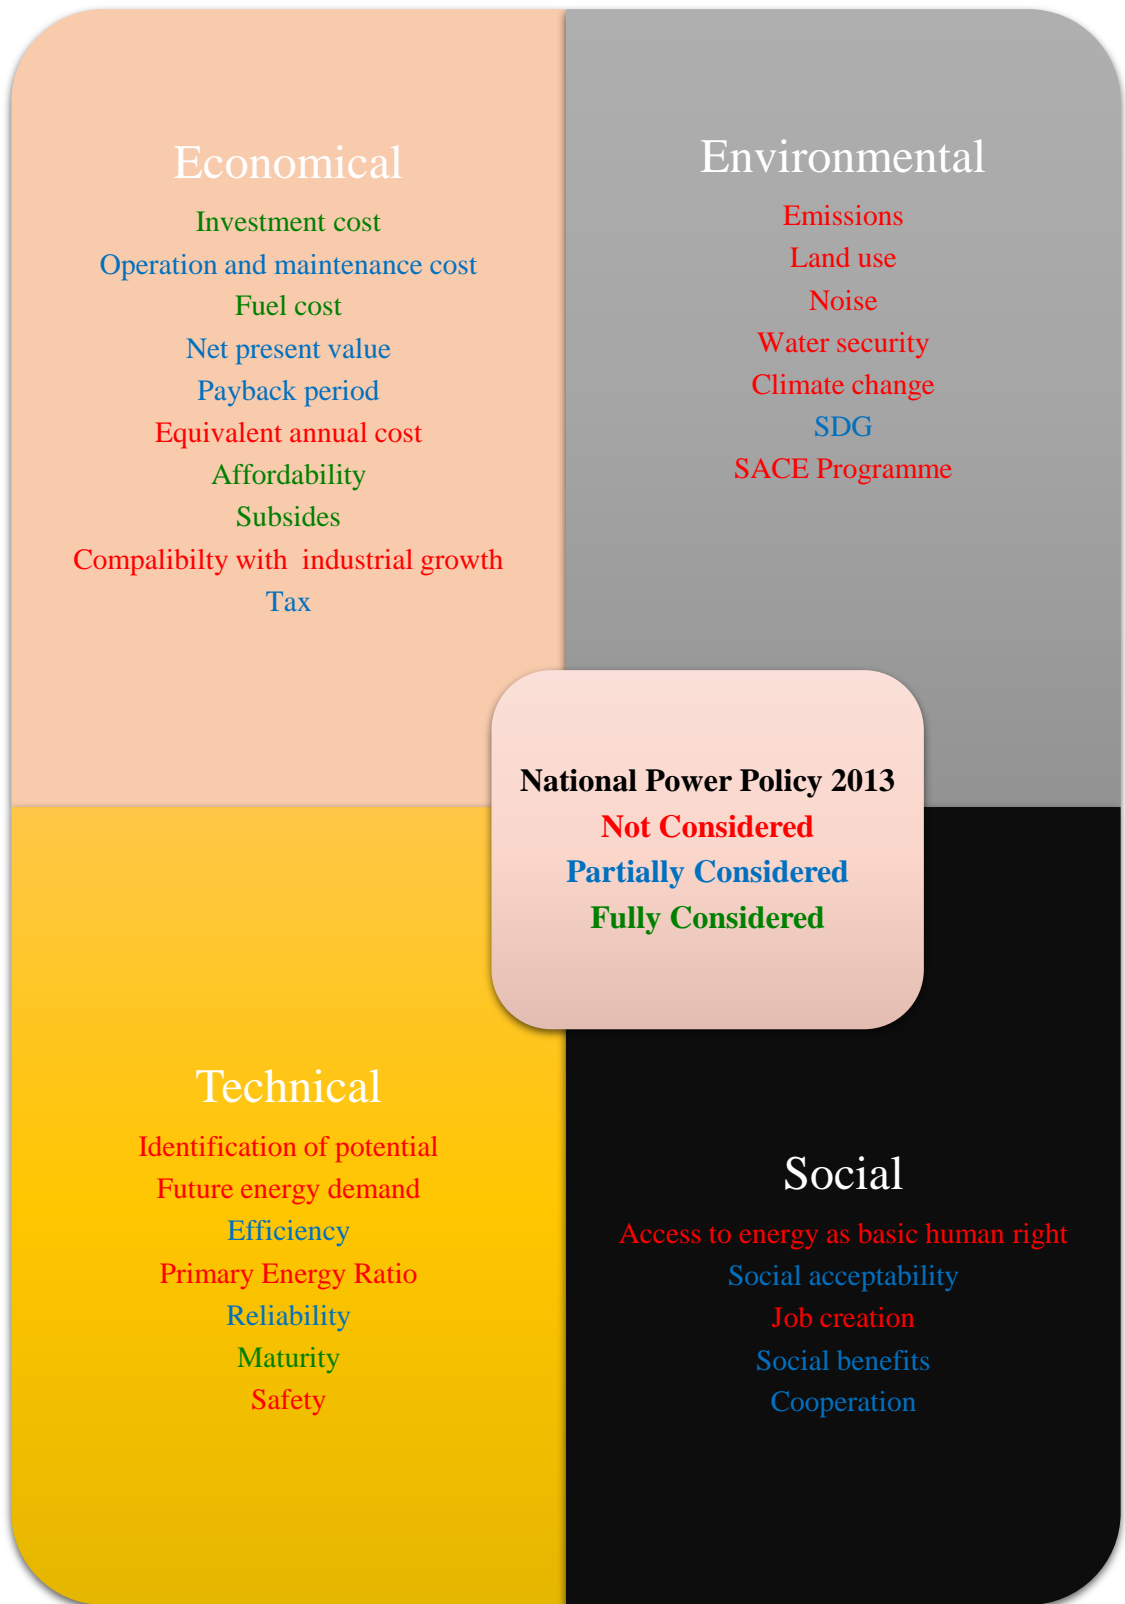 Economical
Investment cost
Operation and maintenance cost
Fuel cost
Net present value
Payback period
Equivalent annual cost
Affordability
Subsides
Compalibilty with  industrial growth
Tax
Environmental
Emissions
Land use
Noise
Water security
Climate change
SDG
SACE Programme
National Power Policy 2013
Not Considered
Partially Considered
Fully Considered
Technical
Identification of potential
Future energy demand
Efficiency
Primary Energy Ratio
Reliability
Maturity
Safety
Social
Access to energy as basic human right
Social acceptability
Job creation
Social benefits
Cooperation